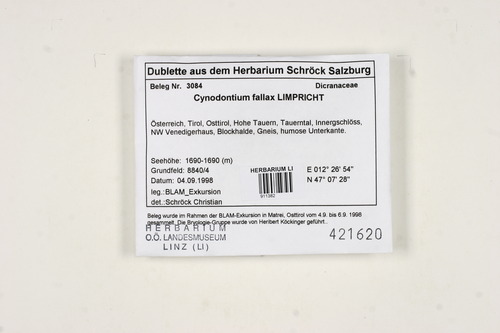 Dublette aus dem Herbarium Schröck Salzburg
Beleg Nr. 3084 Dicranaceae
Cynodontium fallax LIMPRICHT
Österreich, Tirol, Osttirol, Hohe Tauern, Tauerntal, Innergschlöss,
NW Venedigerhaus, Blockhalde, Gneis, humose Unterkante.
Seehöhe: 1690-1690 (m)
Grundfeld: 8840/4 HERBARIUM LI E 012° 26' 54"
Datum: 04.09.1998 N 47° 07' 28"
leg.:BLAM_Exkursion
911382
det.:Schröck Christian
Beleg wurde im Rahmen der BLAM-Exkursion in Matrei, Osttirol vom 4.9. bis 6.9. 1998
gesammelt. Die Bryologie-Gruppe wurde von Heribert Köckinger geführt.
HERBARIUM
O.Ö. LANDESMUSEUM 421620
LINZ (LI)